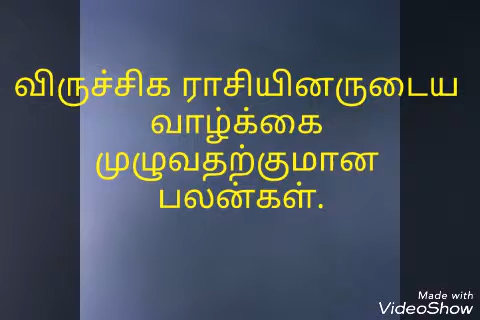 விருச்சிக ராசியினருடைய
வாழ்க்கை
முழுவதற்குமான
பலன்கள்.
Made with
VideoShow